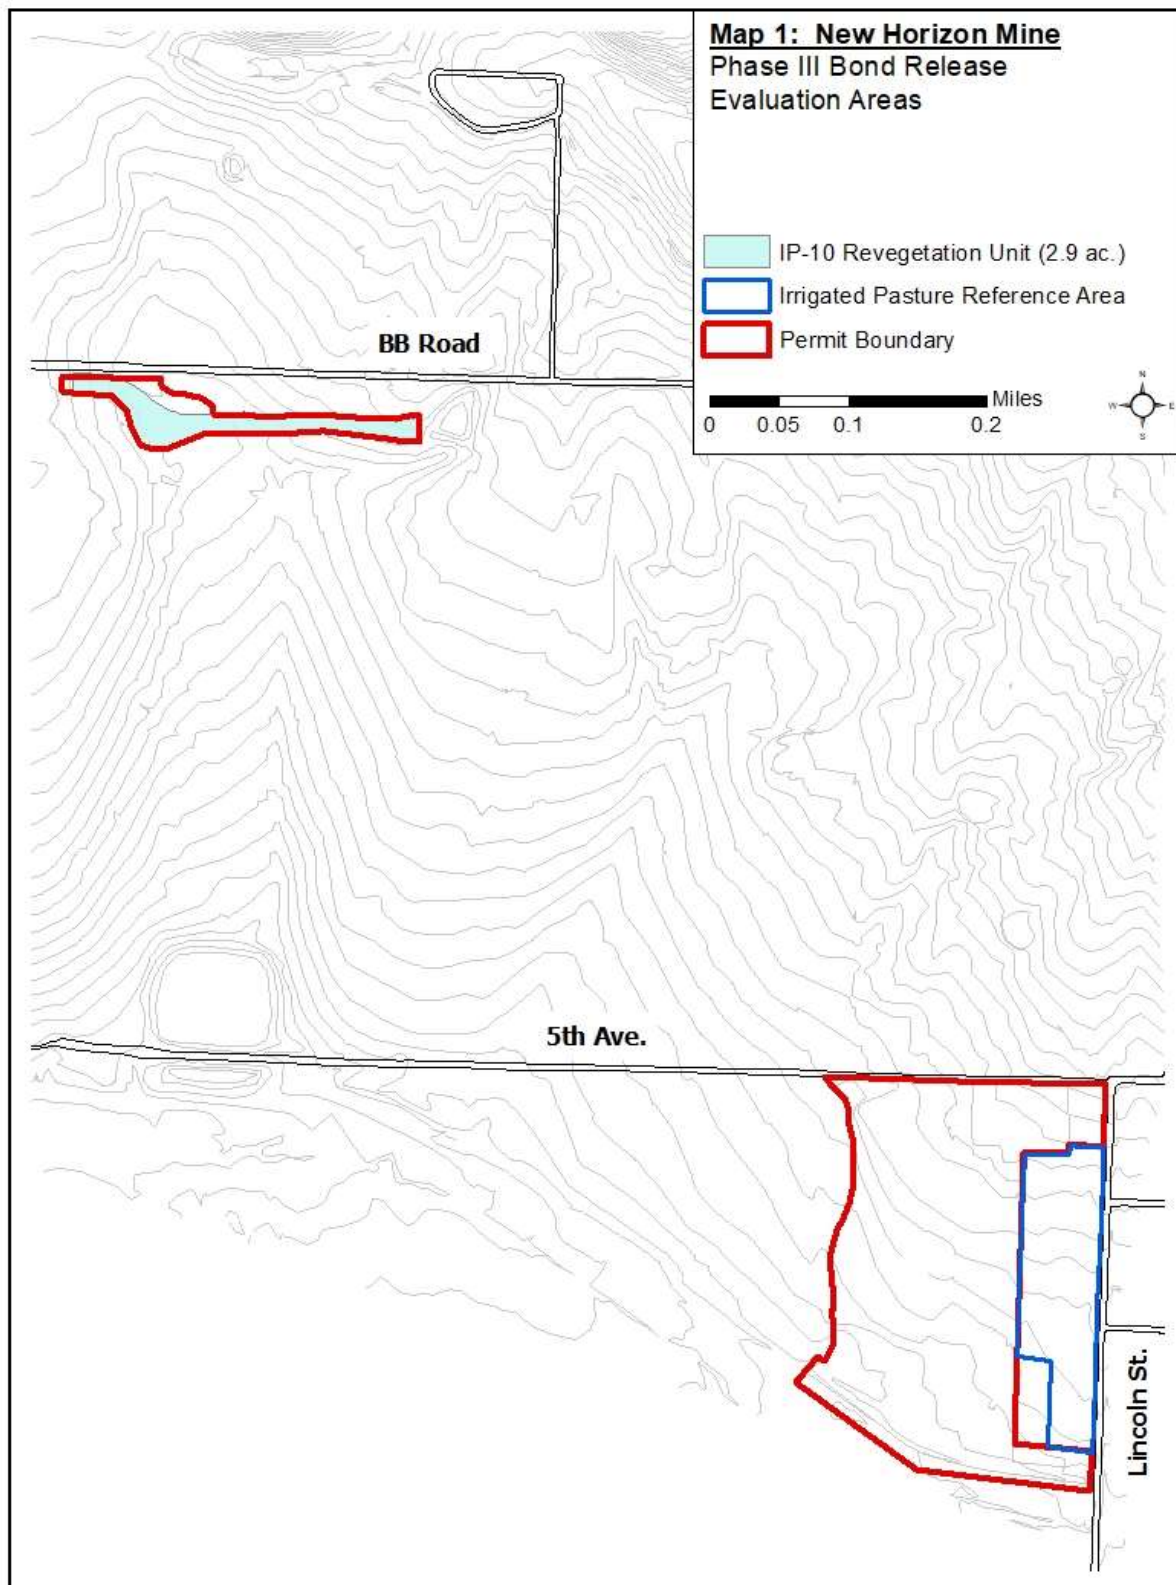 Map 1: New Horizon Mine
Phase III Bond Release
Evaluation Areas
IP-10 Revegetation Unit (2.9 ac.)
Irrigated Pasture Reference Area
Permit Boundary
Miles
0 0.05 0.1 0.2
N
W E
S
BB Road
5th Ave.
Lincoln St.